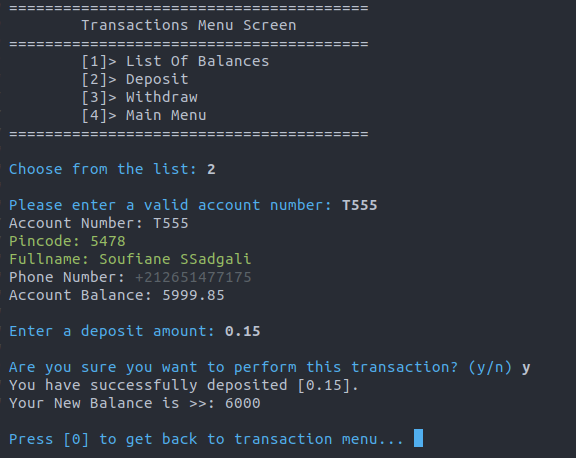 ========================================
Transactions Menu Screen
========================================
[1]> List Of Balances
[2]> Deposit
[3]> Withdraw
[4]> Main Menu
========================================
Choose from the list: 2
Please enter a valid account number: T555
Account Number: T555
Pincode: 5478
Fullname: Soufiane SSadgali
Phone Number: +212651477175
Account Balance: 5999.85
Enter a deposit amount: 0.15
Are you sure you want to perform this transaction? (y/n) y
You have successfully deposited [0.15].
Your New Balance is >>: 6000
Press [0] to get back to transaction menu...